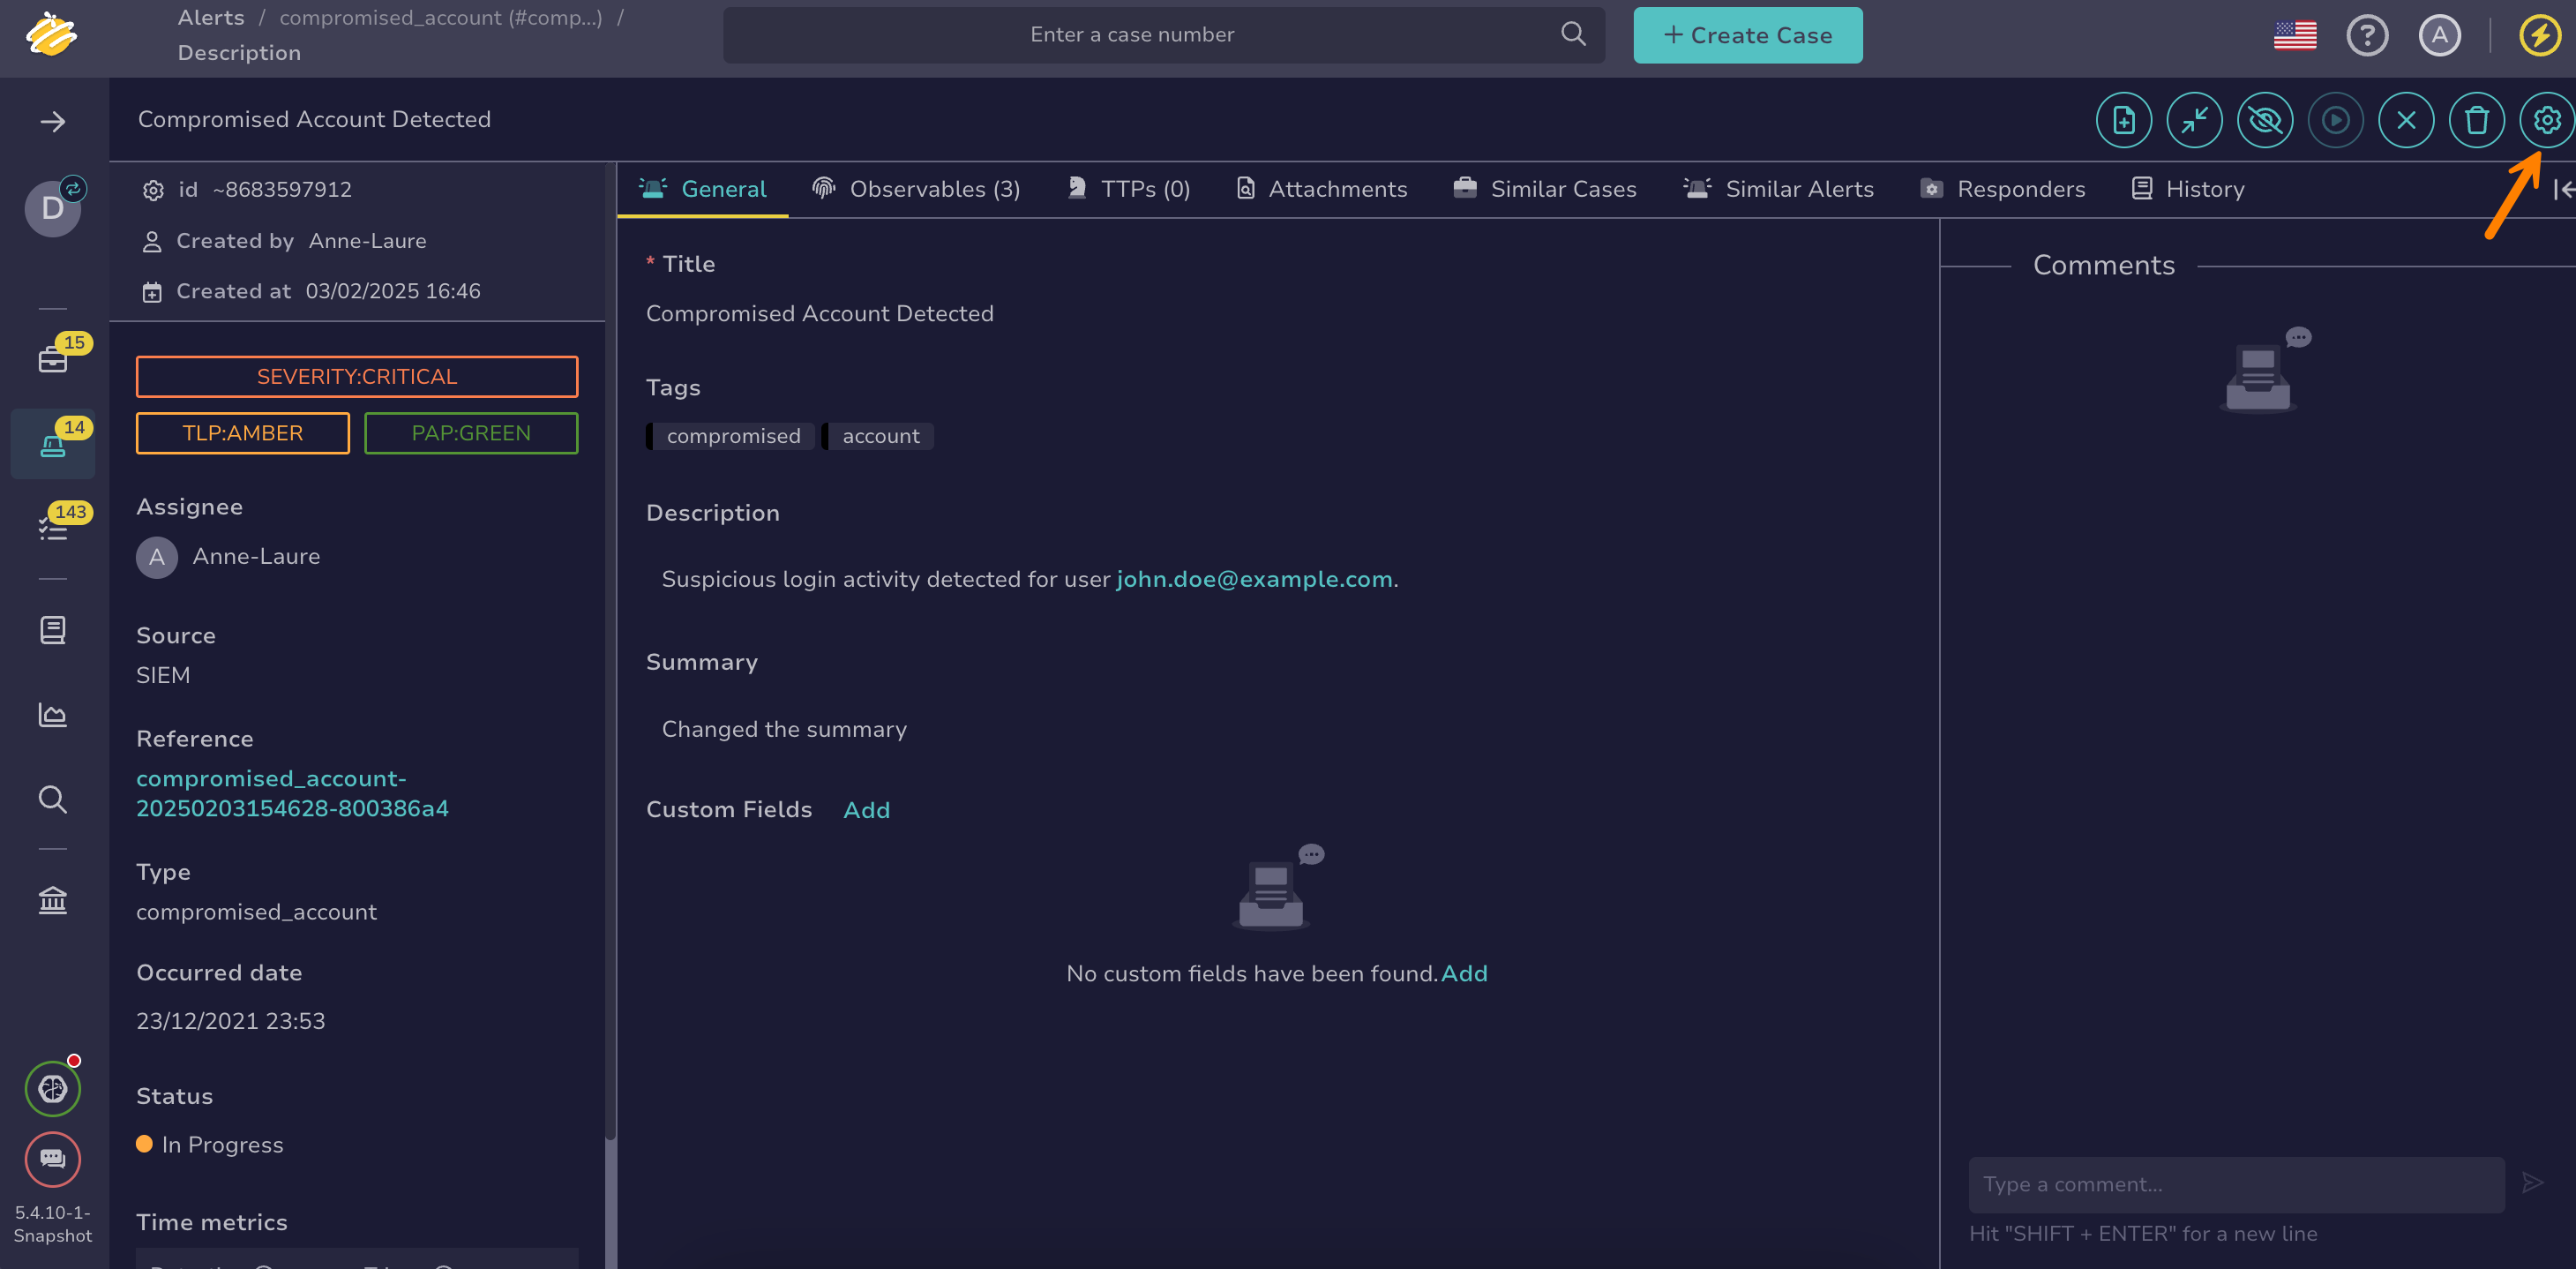 Alerts / compromised_account (#comp...) /
Description
Enter a case number
+ Create Case
A
Compromised Account Detected
D
15
14
143
5.4.10-1-
Snapshot
id ~8683597912
Created by Anne-Laure
Created at 03/02/2025 16:46
SEVERITY:CRITICAL
TLP:AMBER
PAP:GREEN
Assignee
A Anne-Laure
Source
SIEM
Reference
compromised_account-
20250203154628-800386a4
Type
compromised_account
Occurred date
23/12/2021 23:53
Status
In Progress
Time metrics
General
Observables (3)
TTPs (0)
Attachments
Similar Cases
Similar Alerts
Responders
History
* Title
Compromised Account Detected
Tags
compromised
account
Description
Suspicious login activity detected for user john.doe@example.com.
Summary
Changed the summary
Custom Fields Add
No custom fields have been found. Add
Comments
Type a comment...
Hit "SHIFT + ENTER" for a new line